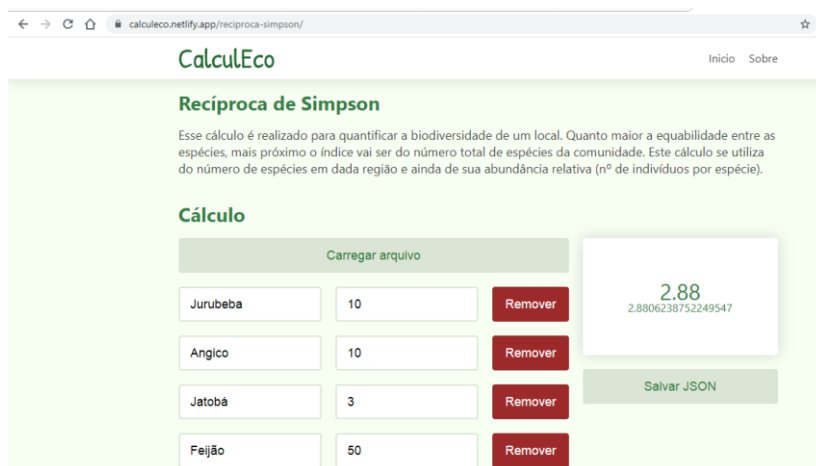 calculeco.netlify.app/reciproca-simpson/
CalculEco
Inicio Sobre
Recíproca de Simpson
Esse cálculo é realizado para quantificar a biodiversidade de um local. Quanto maior a equabilidade entre as
espécies, mais próximo o índice vai ser do número total de espécies da comunidade. Este cálculo se utiliza
do número de espécies em dada região e ainda de sua abundância relativa (nº de indivíduos por espécie).
Cálculo
Carregar arquivo
Jurubeba 10 Remover
2.88
2.8806238752249547
Angico 10 Remover
Salvar JSON
Jatobá 3 Remover
Feijão 50 Remover